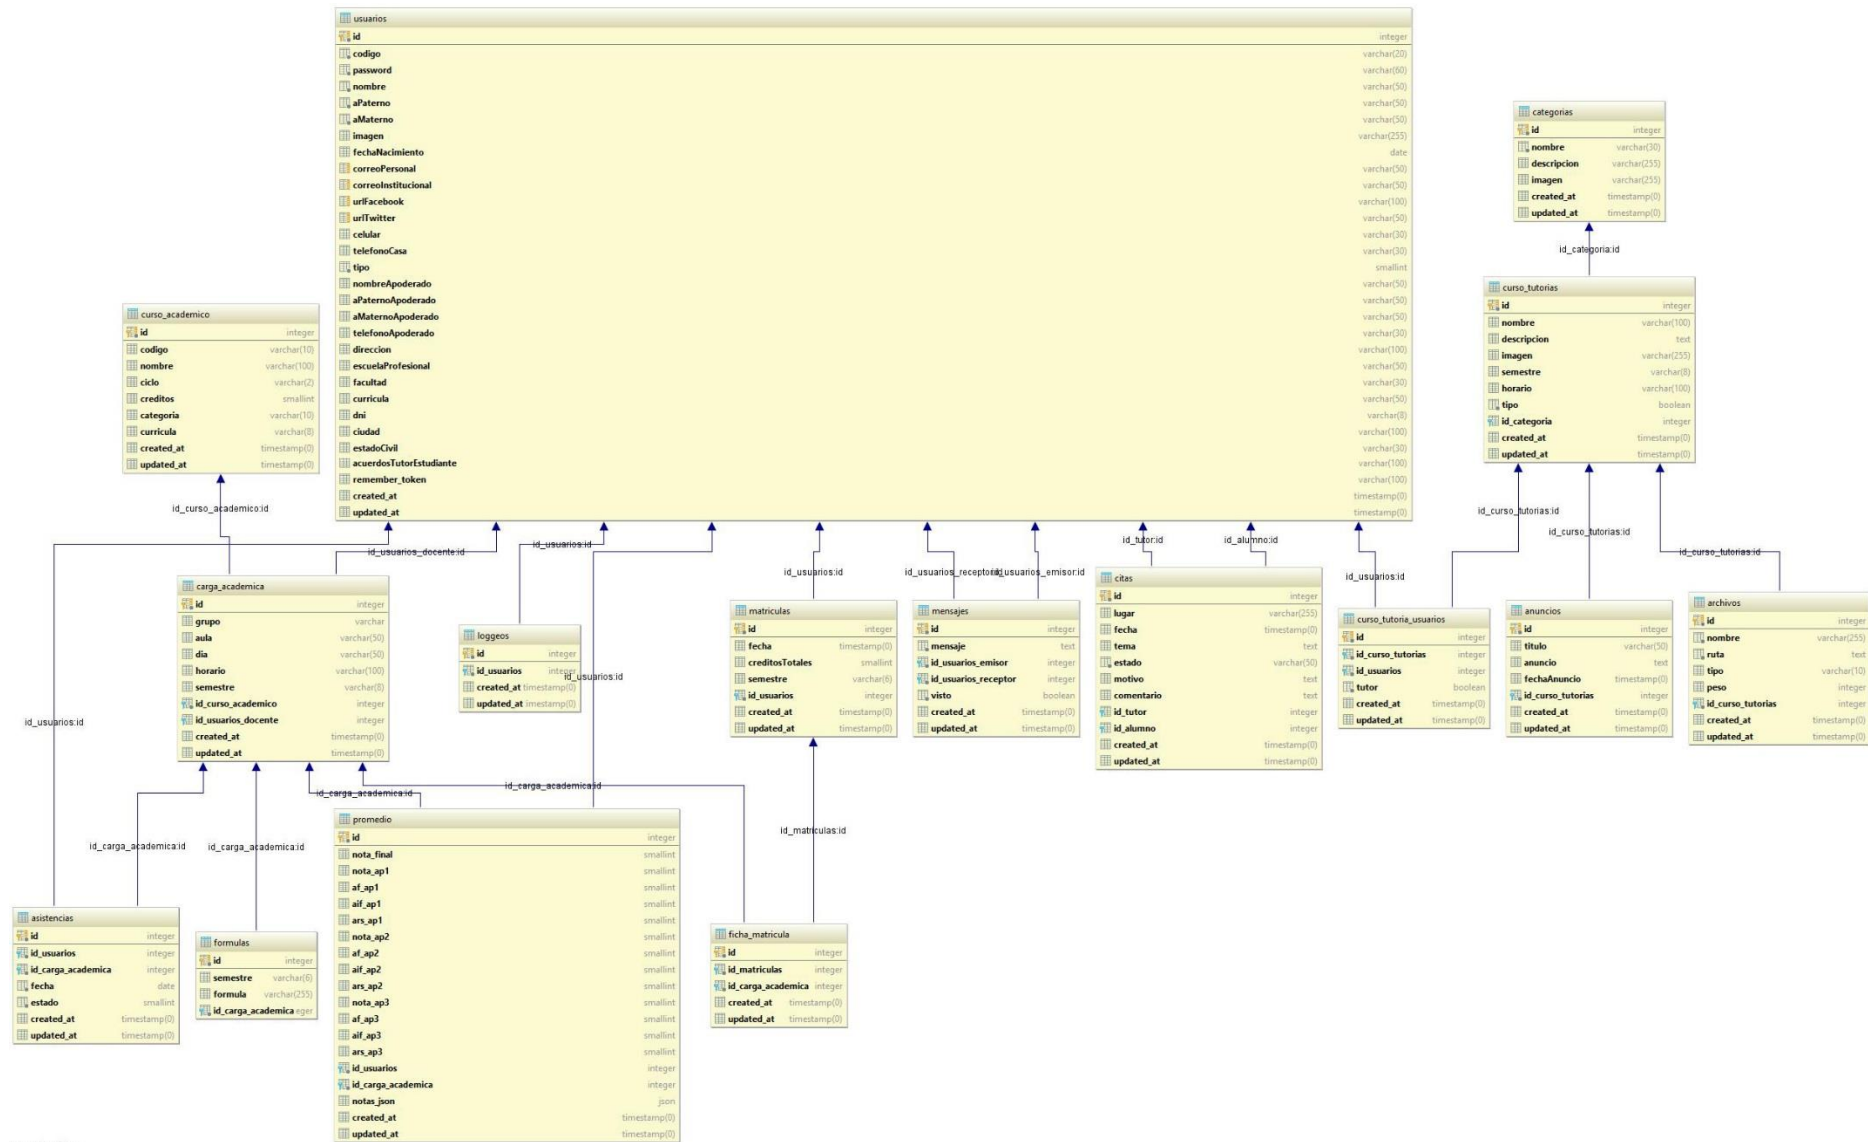 usuarios
id integer
codigo varchar(20)
password varchar(60)
nombre varchar(50)
aPaterno varchar(50)
aMaterno varchar(50)
imagen varchar(255)
fechaNacimiento date
correoPersonal varchar(50)
correoInstitucional varchar(50)
urlFacebook varchar(100)
urlTwitter varchar(50)
celular varchar(30)
telefonoCasa varchar(30)
tipo smallint
nombreApoderado varchar(50)
aPaternoApoderado varchar(50)
aMaternoApoderado varchar(50)
telefonoApoderado varchar(30)
direccion varchar(100)
escuelaProfesional varchar(50)
facultad varchar(30)
curricula varchar(50)
dni varchar(8)
ciudad varchar(100)
estadoCivil varchar(30)
acuerdosTutorEstudiante varchar(100)
remember_token varchar(100)
created_at timestamp(0)
updated_at timestamp(0)
categorias
id integer
nombre varchar(30)
descripcion varchar(255)
imagen varchar(255)
created_at timestamp(0)
updated_at timestamp(0)
id_categoria:id
curso_tutorias
id integer
nombre varchar(100)
descripcion text
imagen varchar(255)
semestre varchar(8)
horario varchar(100)
tipo boolean
id_categoria integer
created_at timestamp(0)
updated_at timestamp(0)
curso_academico
id integer
codigo varchar(10)
nombre varchar(100)
ciclo varchar(2)
creditos smallint
categoria varchar(10)
curricula varchar(8)
created_at timestamp(0)
updated_at timestamp(0)
id_curso_academico:id
id_usuarios_docente:id
id_usuarios:id
id_usuarios:id
id_usuarios_receptor:id
id_usuarios_emisor:id
id_tutor:id
id_alumno:id
id_usuarios:id
id_curso_tutorias:id
id_curso_tutorias:id
id_curso_tutorias:id
carga_academica
id integer
grupo varchar
aula varchar(50)
dia varchar(50)
horario varchar(100)
semestre varchar(8)
id_curso_academico integer
id_usuarios_docente integer
created_at timestamp(0)
updated_at timestamp(0)
loggeos
id integer
id_usuarios integer
created_at timestamp(0)
updated_at imestamp(0)
id_usuarios:id
matriculas
id integer
fecha timestamp(0)
creditosTotales smallint
semestre varchar(6)
id_usuarios integer
created_at timestamp(0)
updated_at timestamp(0)
mensajes
id integer
mensaje text
id_usuarios_emisor integer
id_usuarios_receptor integer
visto boolean
created_at timestamp(0)
updated_at timestamp(0)
citas
id integer
lugar varchar(255)
fecha timestamp(0)
tema text
estado varchar(50)
motivo text
comentario text
id_tutor integer
id_alumno integer
created_at timestamp(0)
updated_at timestamp(0)
curso_tutoria_usuarios
id integer
id_curso_tutorias integer
id_usuarios integer
tutor boolean
created_at timestamp(0)
updated_at timestamp(0)
anuncios
id integer
titulo varchar(50)
anuncio text
fechaAnuncio timestamp(0)
id_curso_tutorias integer
created_at timestamp(0)
updated_at timestamp(0)
archivos
id integer
nombre varchar(255)
ruta text
tipo varchar(10)
peso integer
id_curso_tutorias integer
created_at timestamp(0)
updated_at timestamp(0)
id_usuarios:id
id_carga_academica:id
id_carga_academica:id
id_carga_academica:id
id_carga_academica:id
id_matriculas:id
asistencias
id integer
id_usuarios integer
id_carga_academica integer
fecha date
estado smallint
created_at timestamp(0)
updated_at timestamp(0)
formulas
id integer
semestre varchar(6)
formula varchar(255)
id_carga_academica eger
promedio
id integer
nota_final smallint
nota_ap1 smallint
af_ap1 smallint
aif_ap1 smallint
ars_ap1 smallint
nota_ap2 smallint
af_ap2 smallint
aif_ap2 smallint
ars_ap2 smallint
nota_ap3 smallint
af_ap3 smallint
aif_ap3 smallint
ars_ap3 smallint
id_usuarios integer
id_carga_academica integer
notas_json json
created_at timestamp(0)
updated_at timestamp(0)
ficha_matricula
id integer
id_matriculas integer
id_carga_academica integer
created_at timestamp(0)
updated_at timestamp(0)